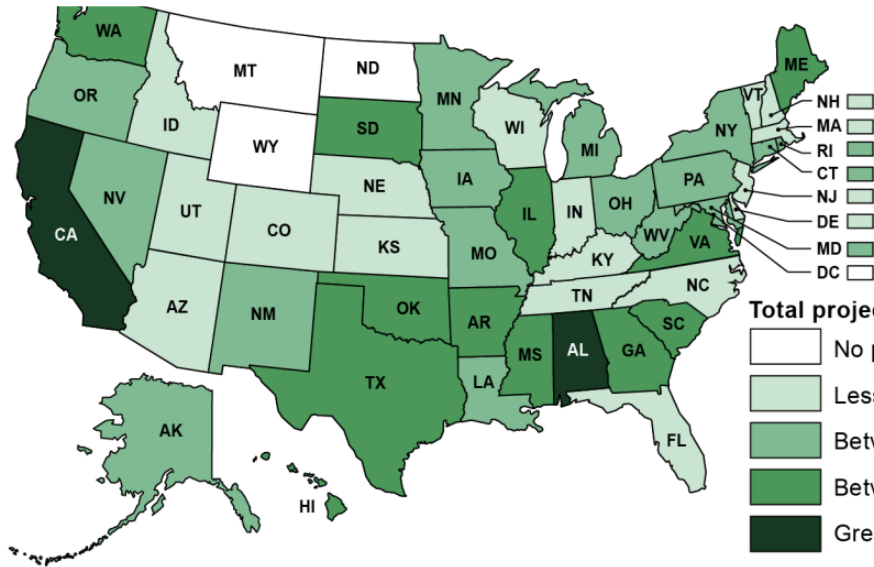 WA
MT
ND
OR
ID
WY
SD
MN
WI
MI
NY
VT
ME
NH
MA
RI
CT
NJ
DE
MD
DC
NV
UT
CO
NE
KS
IA
MO
IL
IN
OH
PA
WV
VA
KY
CA
AZ
NM
OK
AR
TN
NC
SC
TX
LA
MS
AL
GA
FL
AK
HI
Total projec
No p
Less
Betw
Betw
Grea